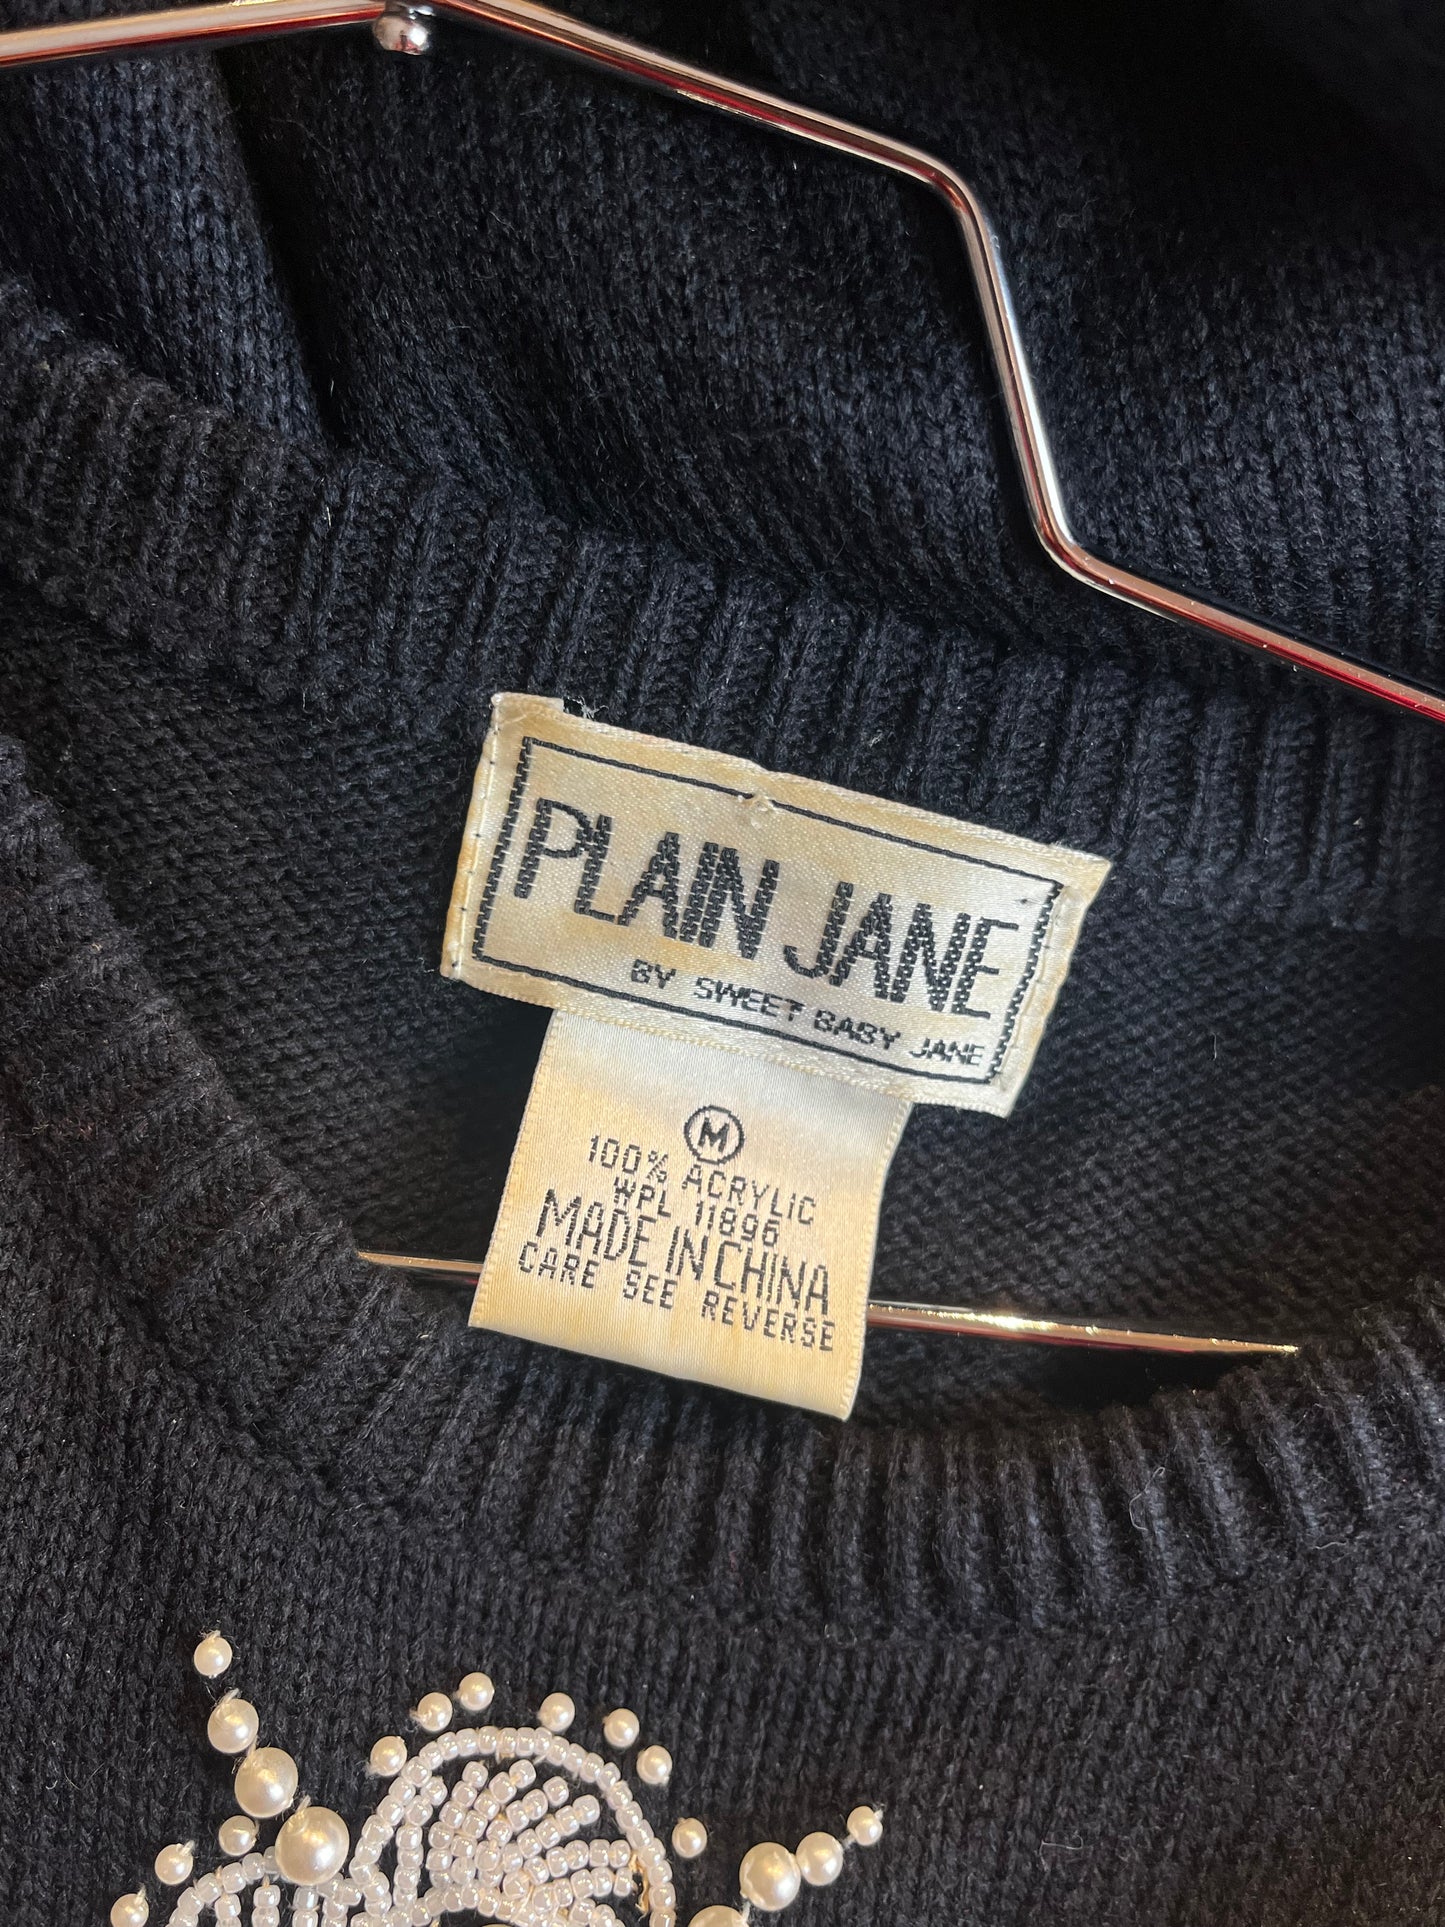 PLAIN JANE
BY SWEET BABY JANE
M
100% ACRYLIC
WPL 11896
MADE IN CHINA
CARE SEE REVERSE